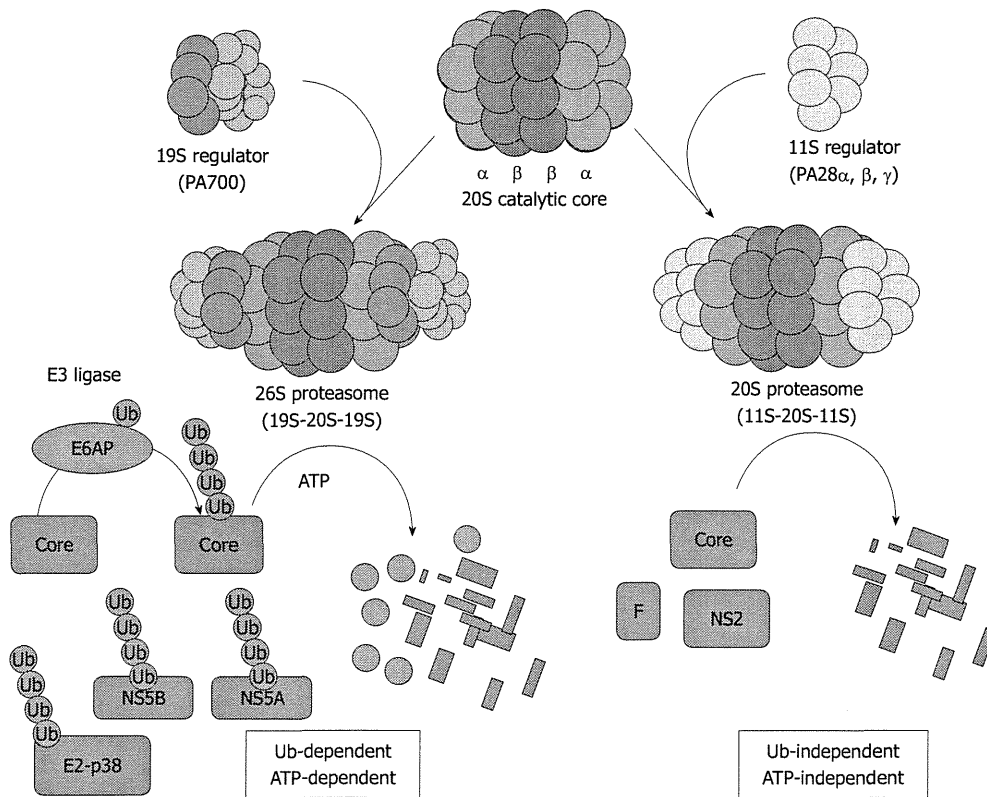 19S regulator
(PA700)
α β β α
20S catalytic core
11S regulator
(PA28α, β, γ)
26S proteasome
(19S-20S-19S)
20S proteasome
(11S-20S-11S)
E3 ligase
Ub
E6AP
Core
Ub
Ub
Ub
Ub
Core
ATP
Ub
Ub
Ub
Ub
NS5B
Ub
Ub
Ub
Ub
NS5A
Ub
Ub
Ub
Ub
E2-p38
Ub-dependent
ATP-dependent
Core
F
NS2
Ub-independent
ATP-independent